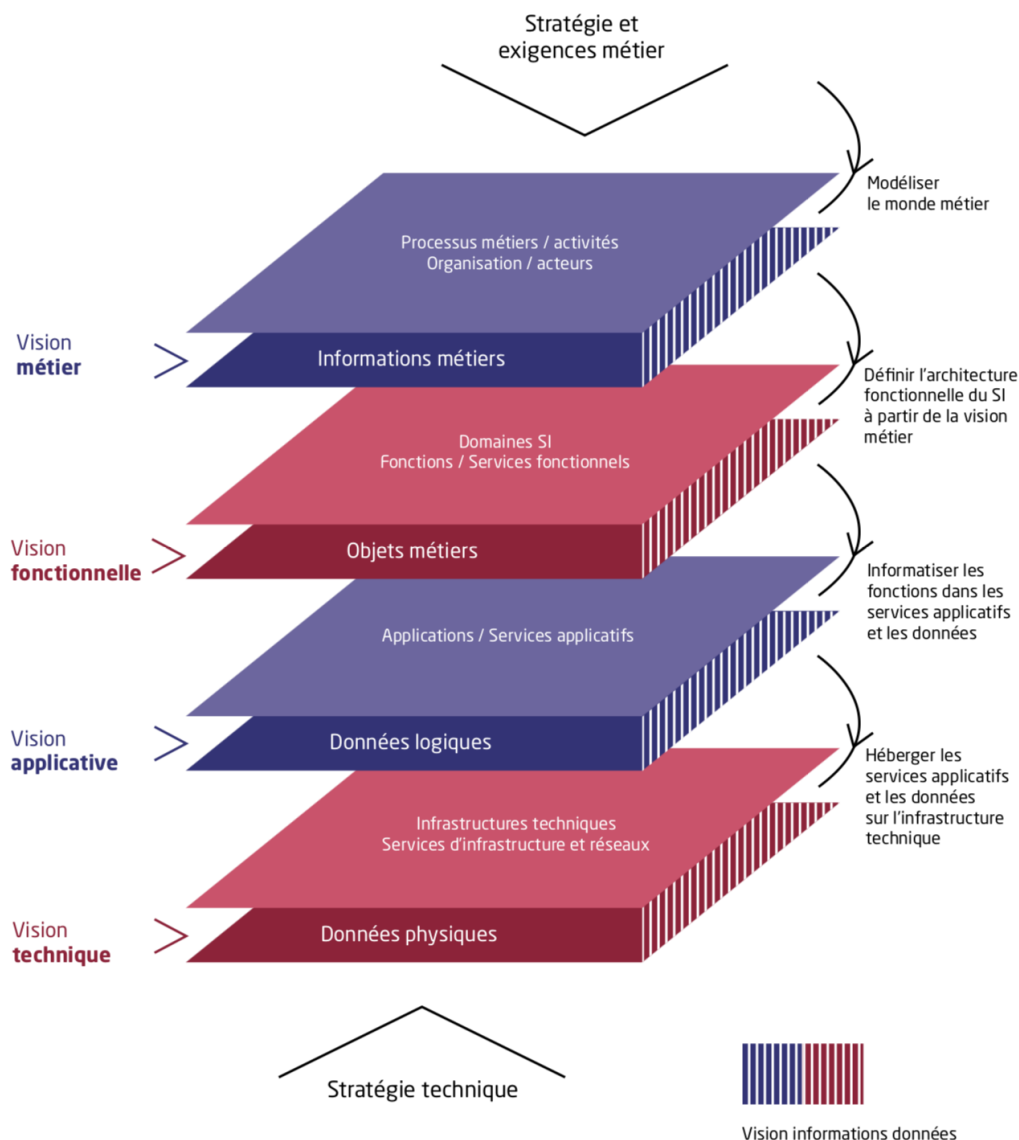 Stratégie et
exigences métier
Modéliser
le monde métier
Processus métiers / activités
Organisation / acteurs
Vision
métier
Informations métiers
Définir l'architecture
fonctionnelle du SI
à partir de la vision
métier
Domaines SI
Fonctions / Services fonctionnels
Vision
fonctionnelle
Objets métiers
Informatiser les
fonctions dans les
services applicatifs
et les données
Applications / Services applicatifs
Vision
applicative
Données logiques
Héberger les
services applicatifs
et les données
sur l'infrastructure
technique
Infrastructures techniques
Services d'infrastructure et réseaux
Vision
technique
Données physiques
Stratégie technique
Vision informations données